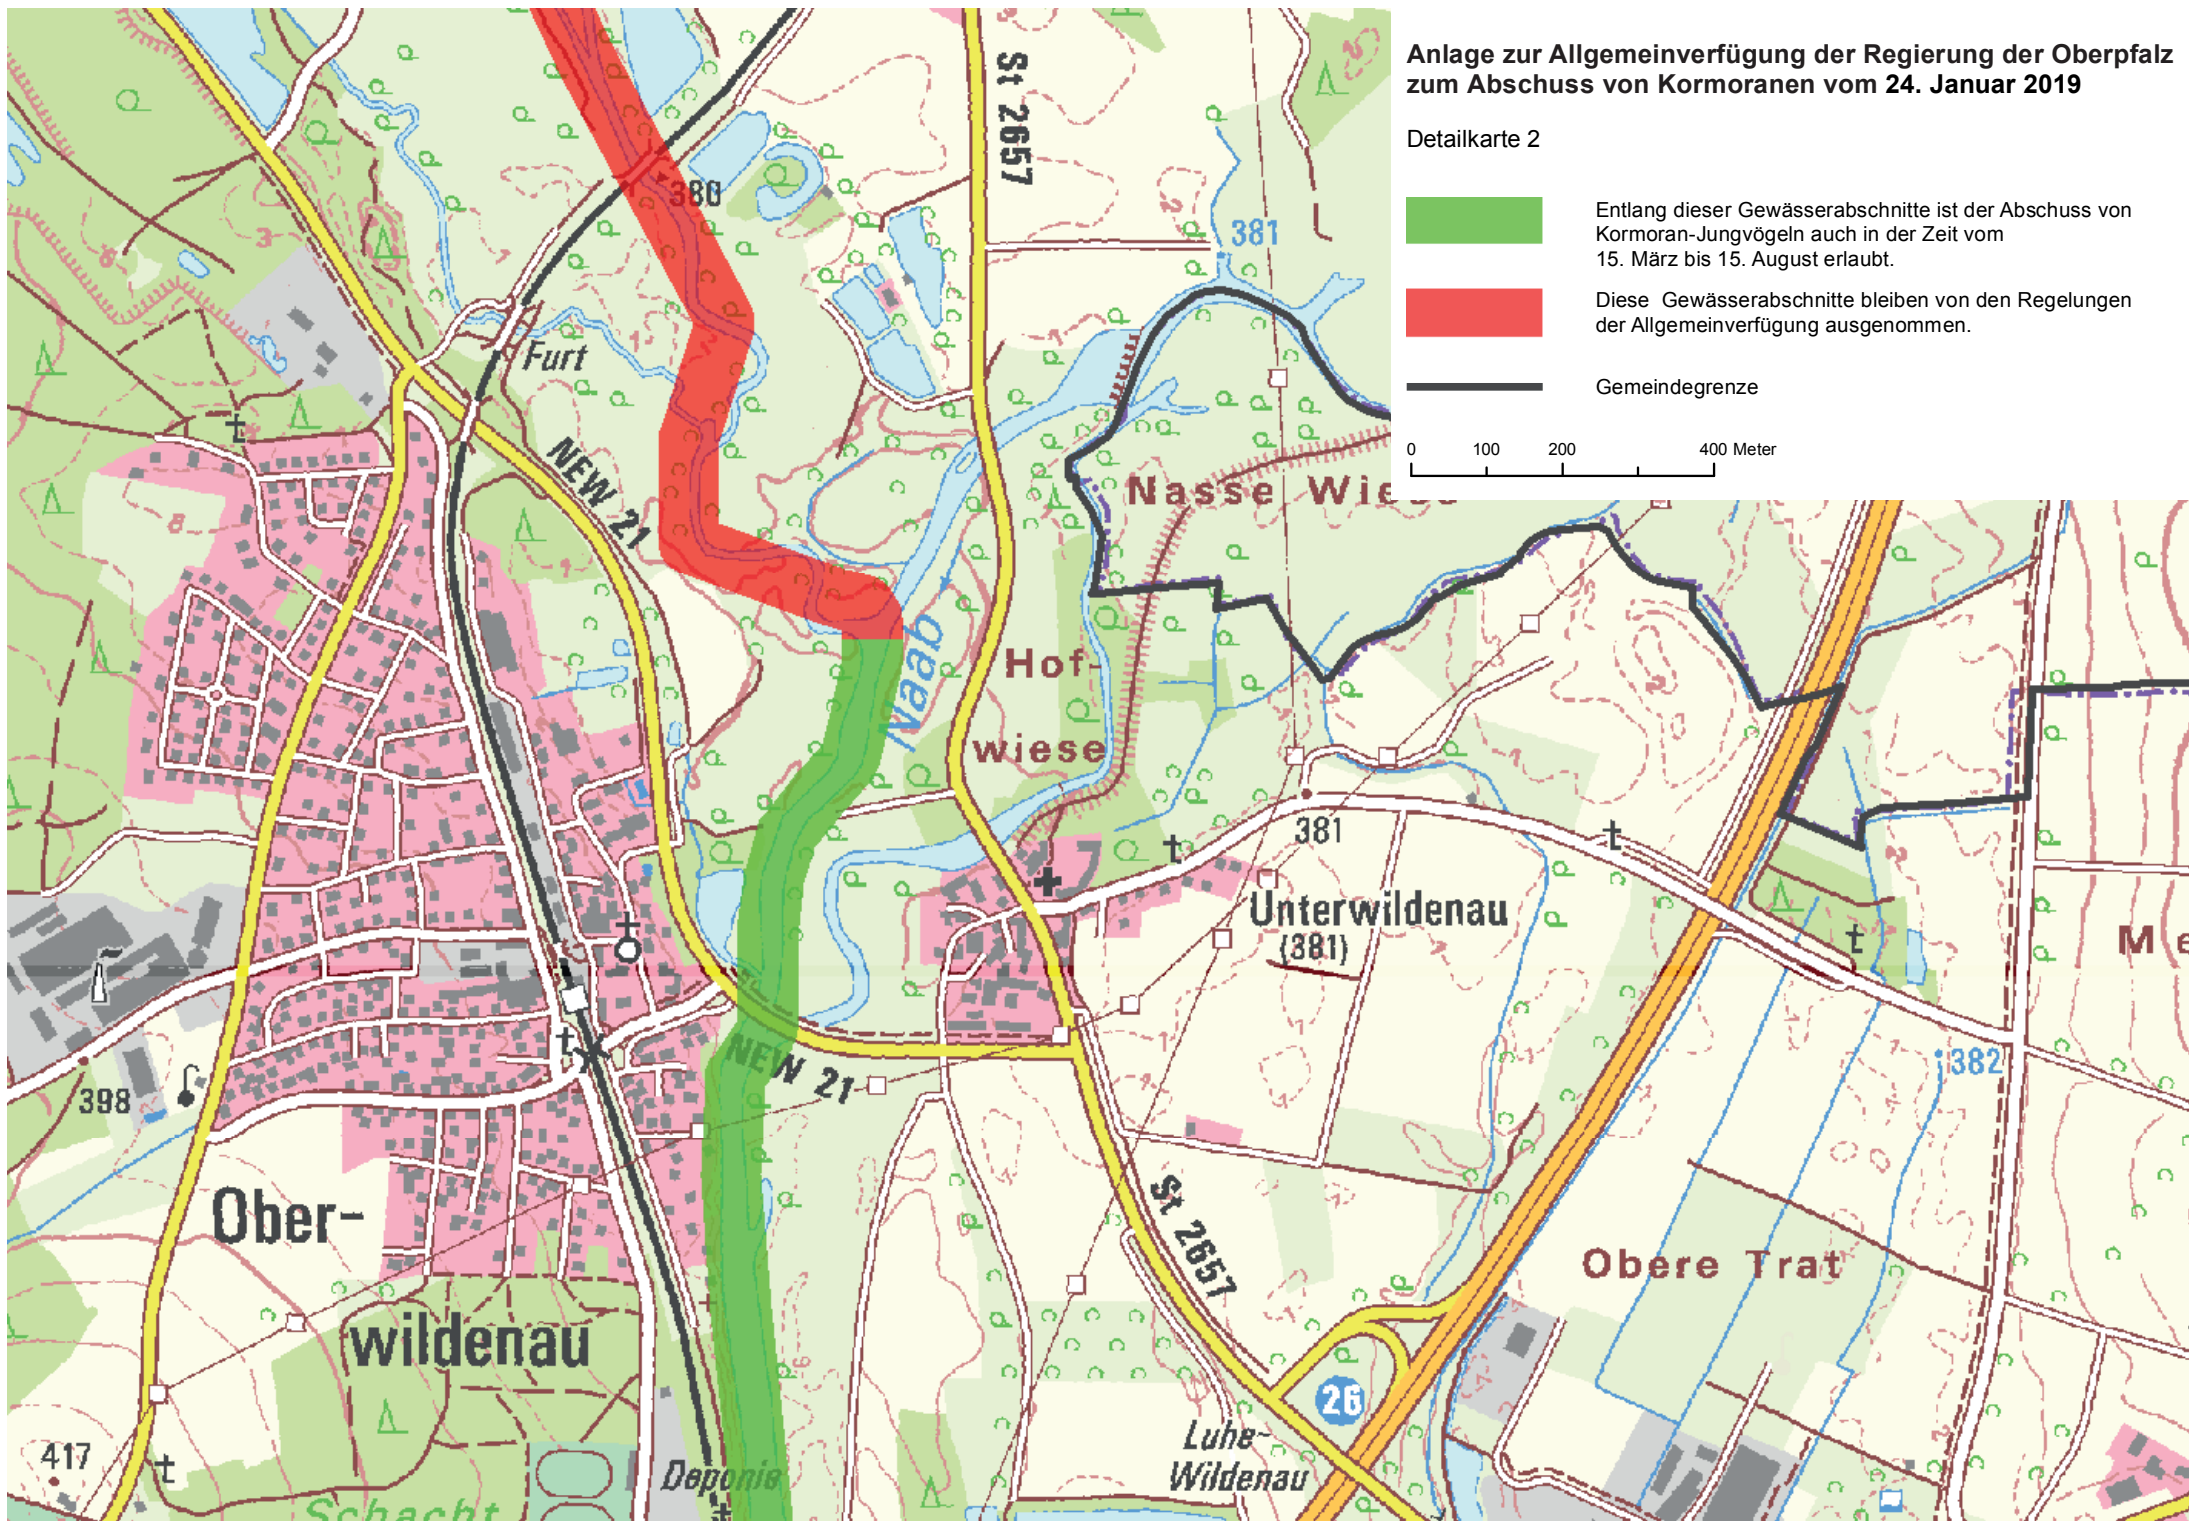 Anlage zur Allgemeinverfügung der Regierung der Oberpfalz
zum Abschuss von Kormoranen vom 24. Januar 2019
Detailkarte 2
Entlang dieser Gewässerabschnitte ist der Abschuss von
Kormoran-Jungvögeln auch in der Zeit vom
15. März bis 15. August erlaubt.
Diese Gewässerabschnitte bleiben von den Regelungen
der Allgemeinverfügung ausgenommen.
Gemeindegrenze
0 100 200 400 Meter
St 2657
380
381
Furt
NEW 21
Nasse Wiese
Naab
Hof-
wiese
381
Unterwildenau
(381)
398
NEW 21
382
Ober-
wildenau
St 2657
Obere Trat
26
Luhe-
Wildenau
417
Deponie
Schacht